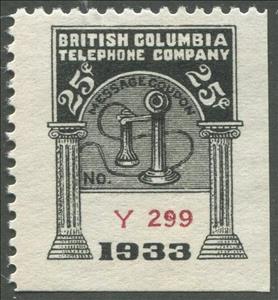 BRITISH COLUMBIA
TELEPHONE COMPANY
25¢ 25¢
MESSAGE COUPON
No.
Y 299
1933